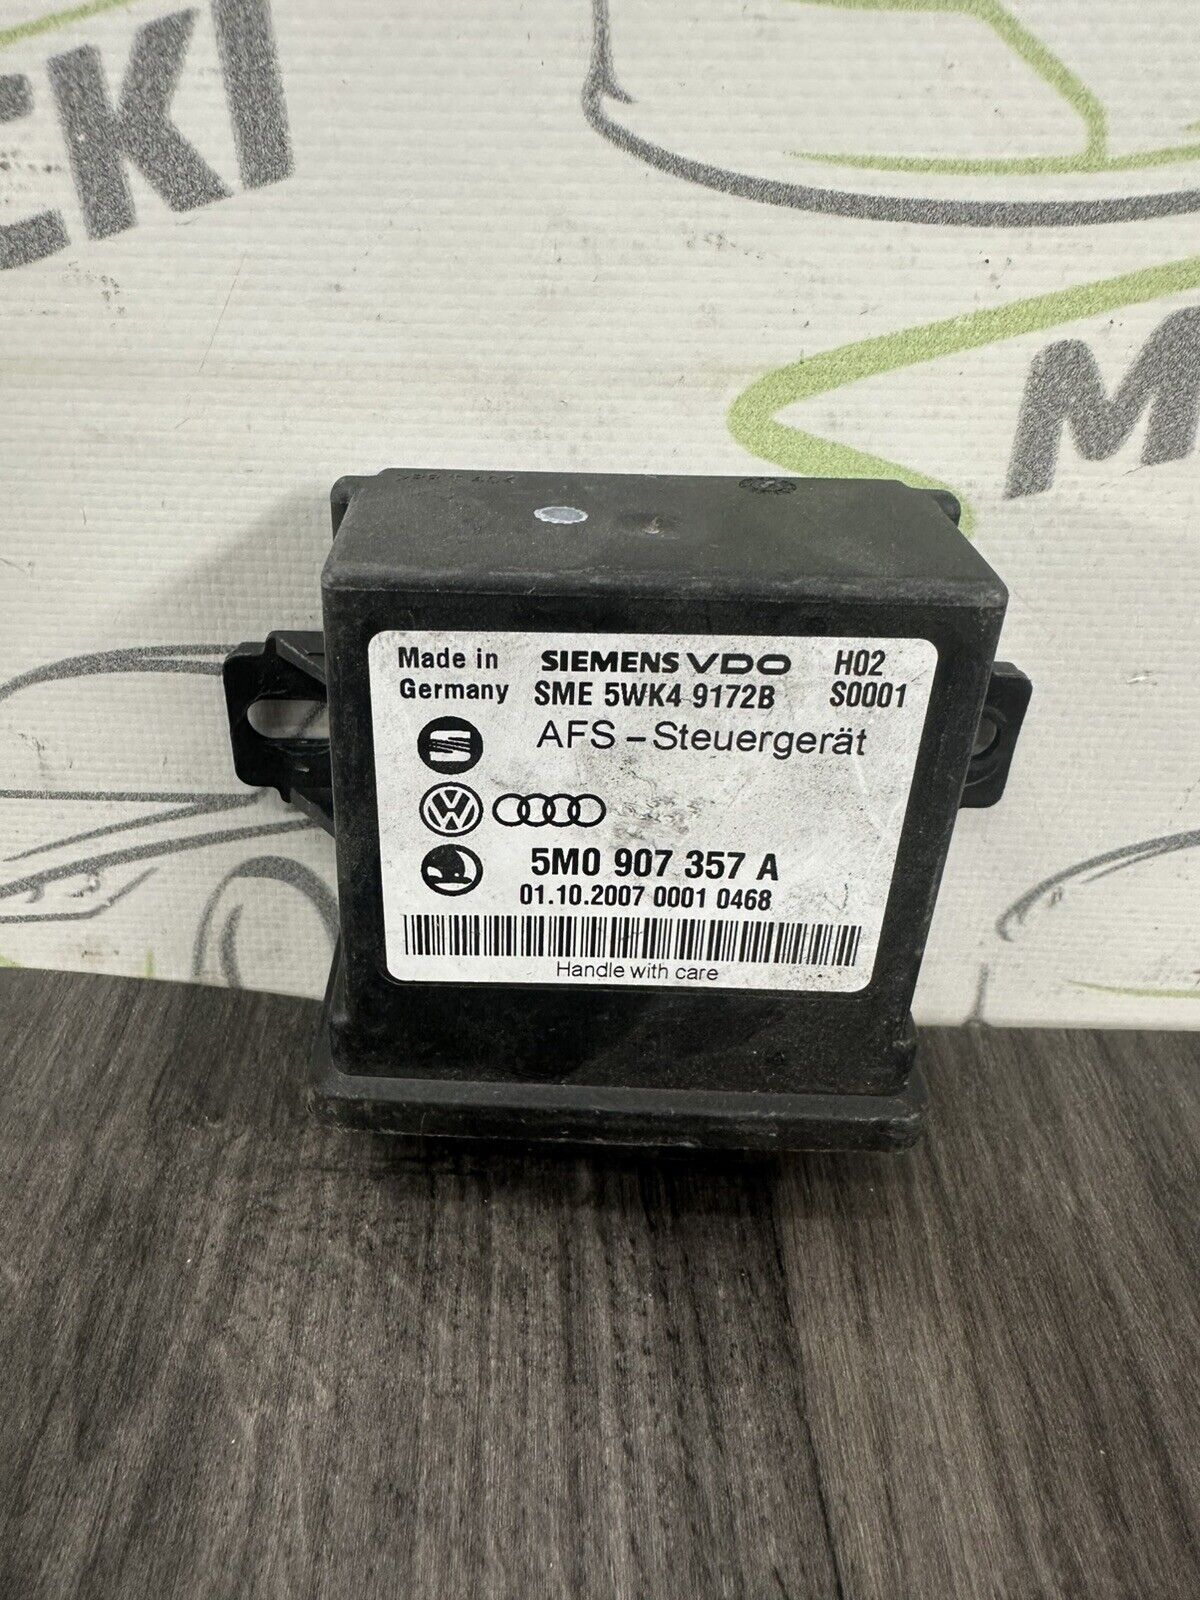 CKI
M
Made in SIEMENS VDO H02
Germany SME 5WK4 9172B S0001
AFS-Steuergerät
5M0 907 357 A
01.10.2007 0001 0468
Handle with care